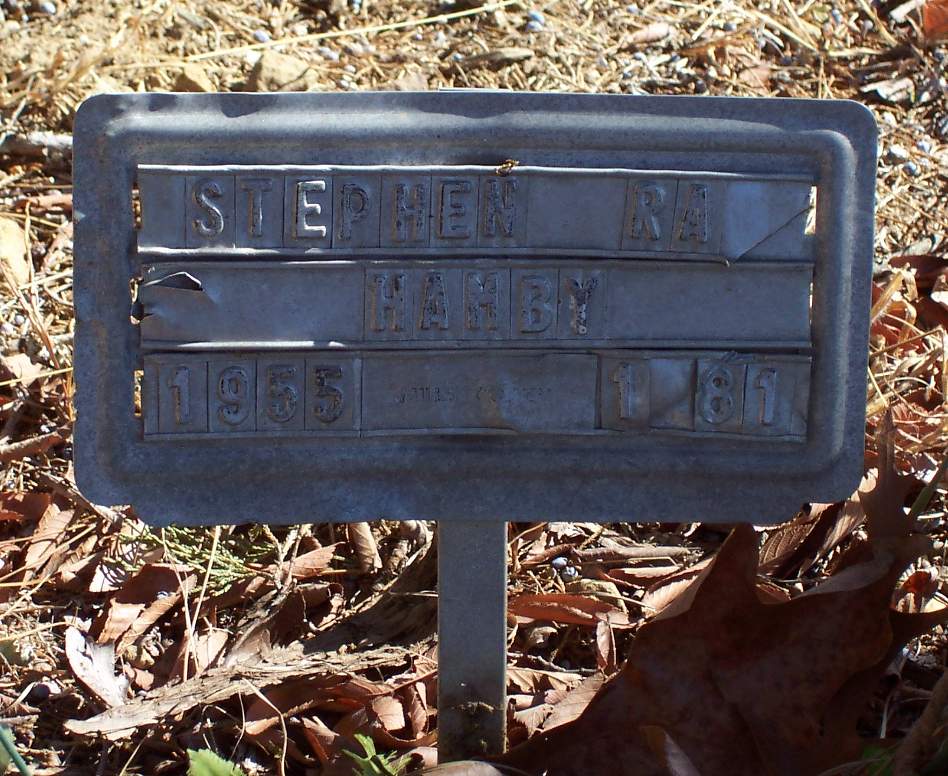 STEPHEN RA
HAMBY
1955 1 81